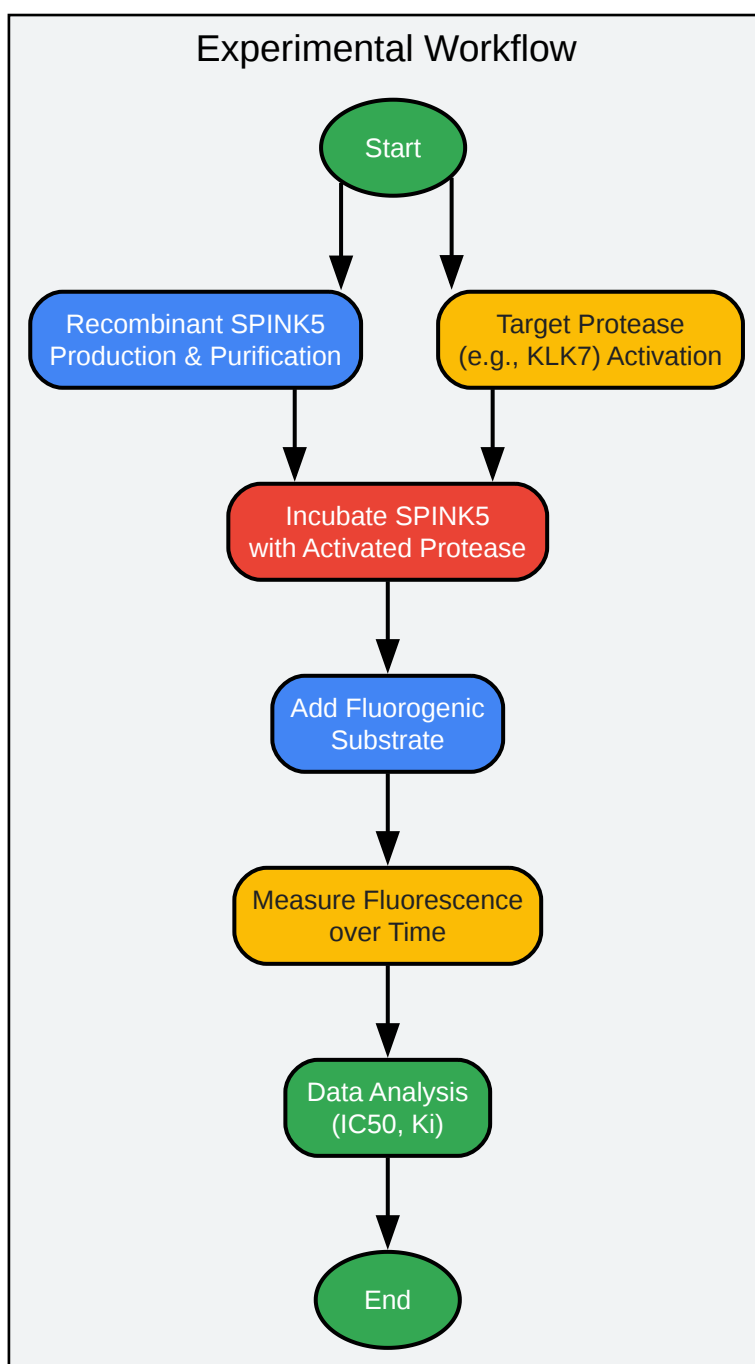 Experimental Workflow
Start
Recombinant SPINK5
Production & Purification
Target Protease
(e.g., KLK7) Activation
Incubate SPINK5
with Activated Protease
Add Fluorogenic
Substrate
Measure Fluorescence
over Time
Data Analysis
(IC50, Ki)
End